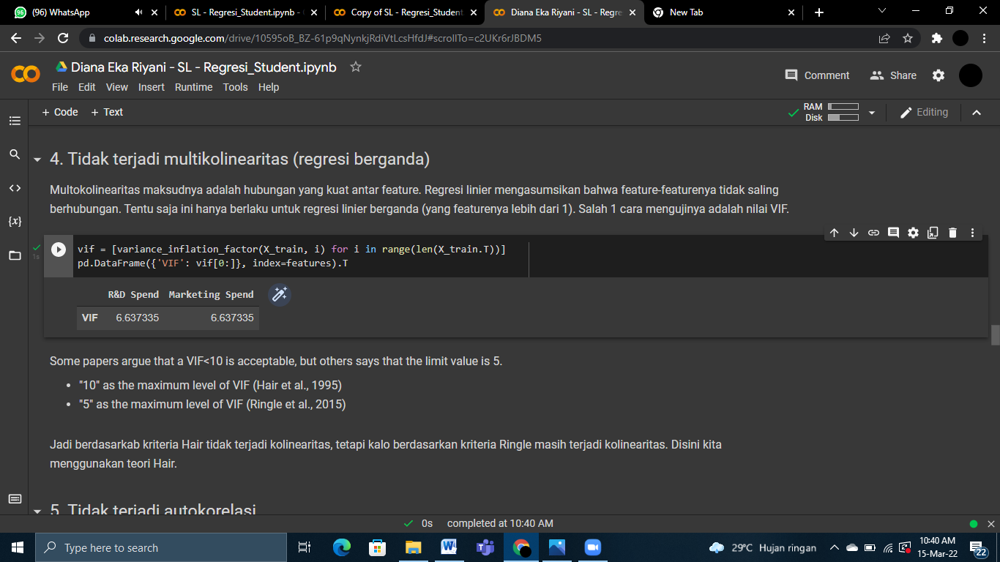 (96) WhatsApp
SL - Regresi_Student.ipynb -
Copy of SL - Regresi_Student
Diana Eka Riyani - SL - Regre
New Tab
colab.research.google.com/drive/10595oB_BZ-61p9qNynkjRdiVtLcsHfdJ#scrollTo=c2UKr6rJBDM5
Diana Eka Riyani - SL - Regresi_Student.ipynb
File Edit View Insert Runtime Tools Help
Comment
Share
+ Code + Text
RAM
Disk
Editing
4. Tidak terjadi multikolinearitas (regresi berganda)
Multokolinearitas maksudnya adalah hubungan yang kuat antar feature. Regresi linier mengasumsikan bahwa feature-featurenya tidak saling
berhubungan. Tentu saja ini hanya berlaku untuk regresi linier berganda (yang featurenya lebih dari 1). Salah 1 cara mengujinya adalah nilai VIF.
1s
vif = [variance_inflation_factor(X_train, i) for i in range(len(X_train.T))]
pd.DataFrame({'VIF': vif[0:]}, index=features).T
R&D Spend Marketing Spend
VIF 6.637335 6.637335
Some papers argue that a VIF<10 is acceptable, but others says that the limit value is 5.
• "10" as the maximum level of VIF (Hair et al., 1995)
• "5" as the maximum level of VIF (Ringle et al., 2015)
Jadi berdasarkab kriteria Hair tidak terjadi kolinearitas, tetapi kalo berdasarkan kriteria Ringle masih terjadi kolinearitas. Disini kita
menggunakan teori Hair.
5. Tidak terjadi autokorelasi
0s completed at 10:40 AM
Type here to search
29°C Hujan ringan
10:40 AM
15-Mar-22
22